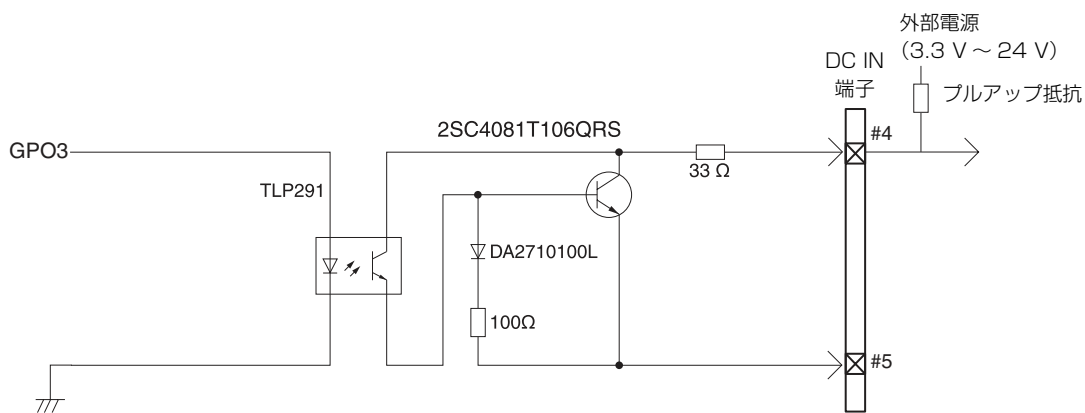 外部電源
(3.3 V ～ 24 V)
DC IN
端子
プルアップ抵抗
2SC4081T106QRS
#4
GPO3
33 Ω
TLP291
DA2710100L
100Ω
#5